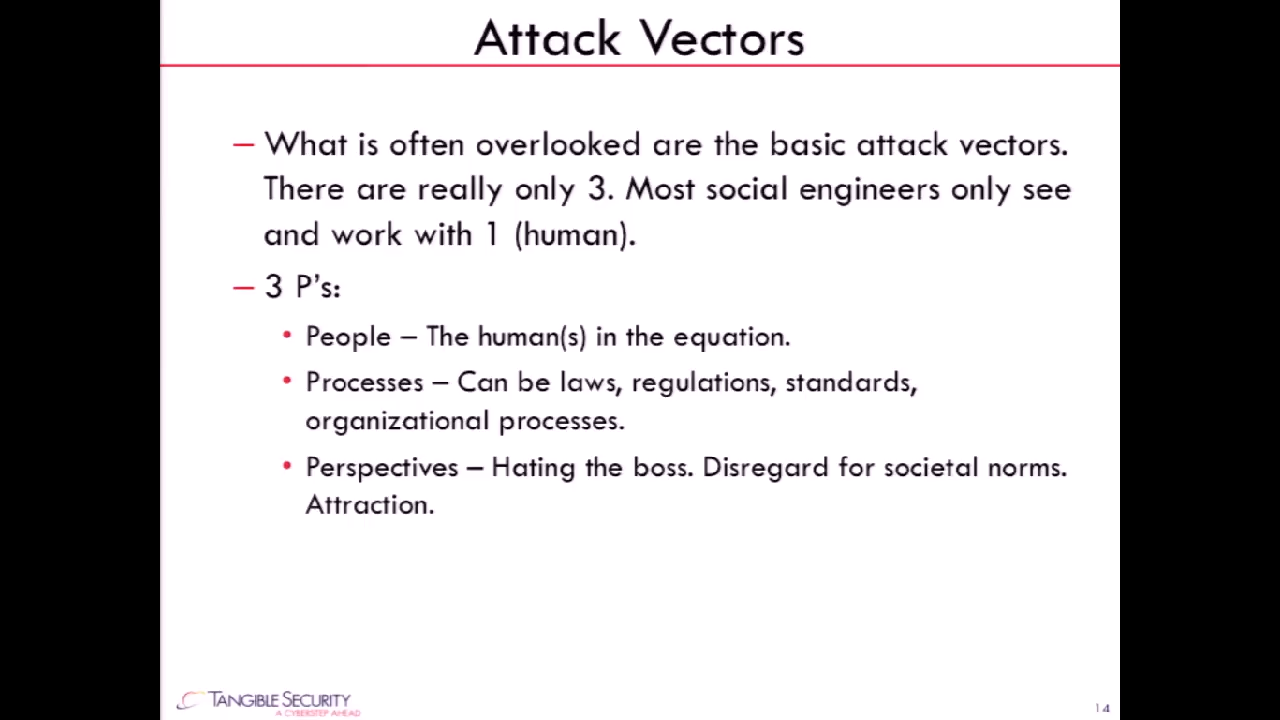 Attack Vectors
– What is often overlooked are the basic attack vectors.
There are really only 3. Most social engineers only see
and work with 1 (human).
– 3 P's:
• People – The human(s) in the equation.
• Processes – Can be laws, regulations, standards,
organizational processes.
• Perspectives – Hating the boss. Disregard for societal norms.
Attraction.
TANGIBLE SECURITY
A CYBERSTEP AHEAD
14